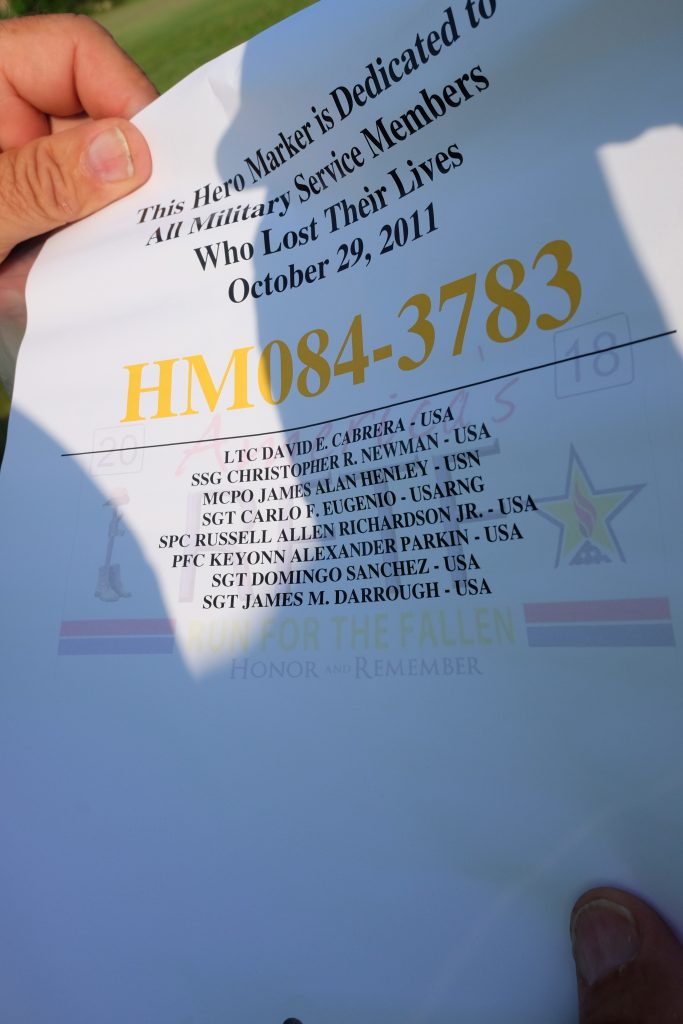 This Hero Marker is Dedicated to
All Military Service Members
Who Lost Their Lives
October 29, 2011
HM084-3783
LTC DAVID E. CABRERA - USA
SSG CHRISTOPHER R. NEWMAN - USA
MCPO JAMES ALAN HENLEY - USN
SGT CARLO F. EUGENIO - USARNG
SPC RUSSELL ALLEN RICHARDSON JR. - USA
PFC KEYONN ALEXANDER PARKIN - USA
SGT DOMINGO SANCHEZ - USA
SGT JAMES M. DARROUGH - USA
20 America's 18
RUN FOR THE FALLEN
HONOR AND REMEMBER